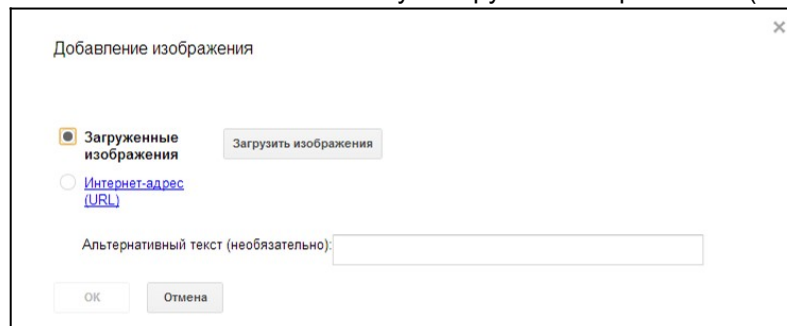 Добавление изображения
×
Загруженные
изображения
Загрузить изображения
Интернет-адрес
(URL)
Альтернативный текст (необязательно):
ОК
Отмена